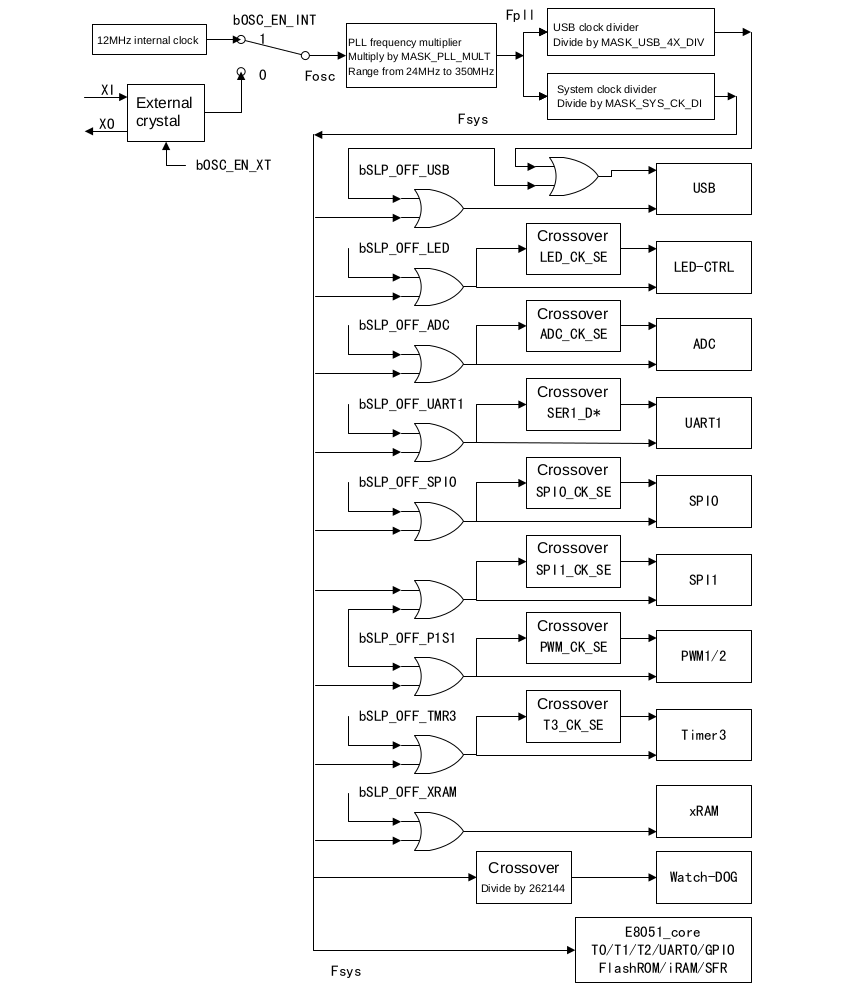 bOSC_EN_INT
Fpll
12MHz internal clock
1
0
Fosc
PLL frequency multiplier
Multiply by MASK_PLL_MULT
Range from 24MHz to 350MHz
USB clock divider
Divide by MASK_USB_4X_DIV
System clock divider
Divide by MASK_SYS_CK_DI
XI
XO
External
crystal
bOSC_EN_XT
Fsys
bSLP_OFF_USB
USB
bSLP_OFF_LED
Crossover
LED_CK_SE
LED-CTRL
bSLP_OFF_ADC
Crossover
ADC_CK_SE
ADC
bSLP_OFF_UART1
Crossover
SER1_D*
UART1
bSLP_OFF_SPI0
Crossover
SPI0_CK_SE
SPI0
Crossover
SPI1_CK_SE
SPI1
bSLP_OFF_P1S1
Crossover
PWM_CK_SE
PWM1/2
bSLP_OFF_TMR3
Crossover
T3_CK_SE
Timer3
bSLP_OFF_XRAM
xRAM
Crossover
Divide by 262144
Watch-DOG
E8051_core
T0/T1/T2/UART0/GPIO
FlashROM/iRAM/SFR
Fsys